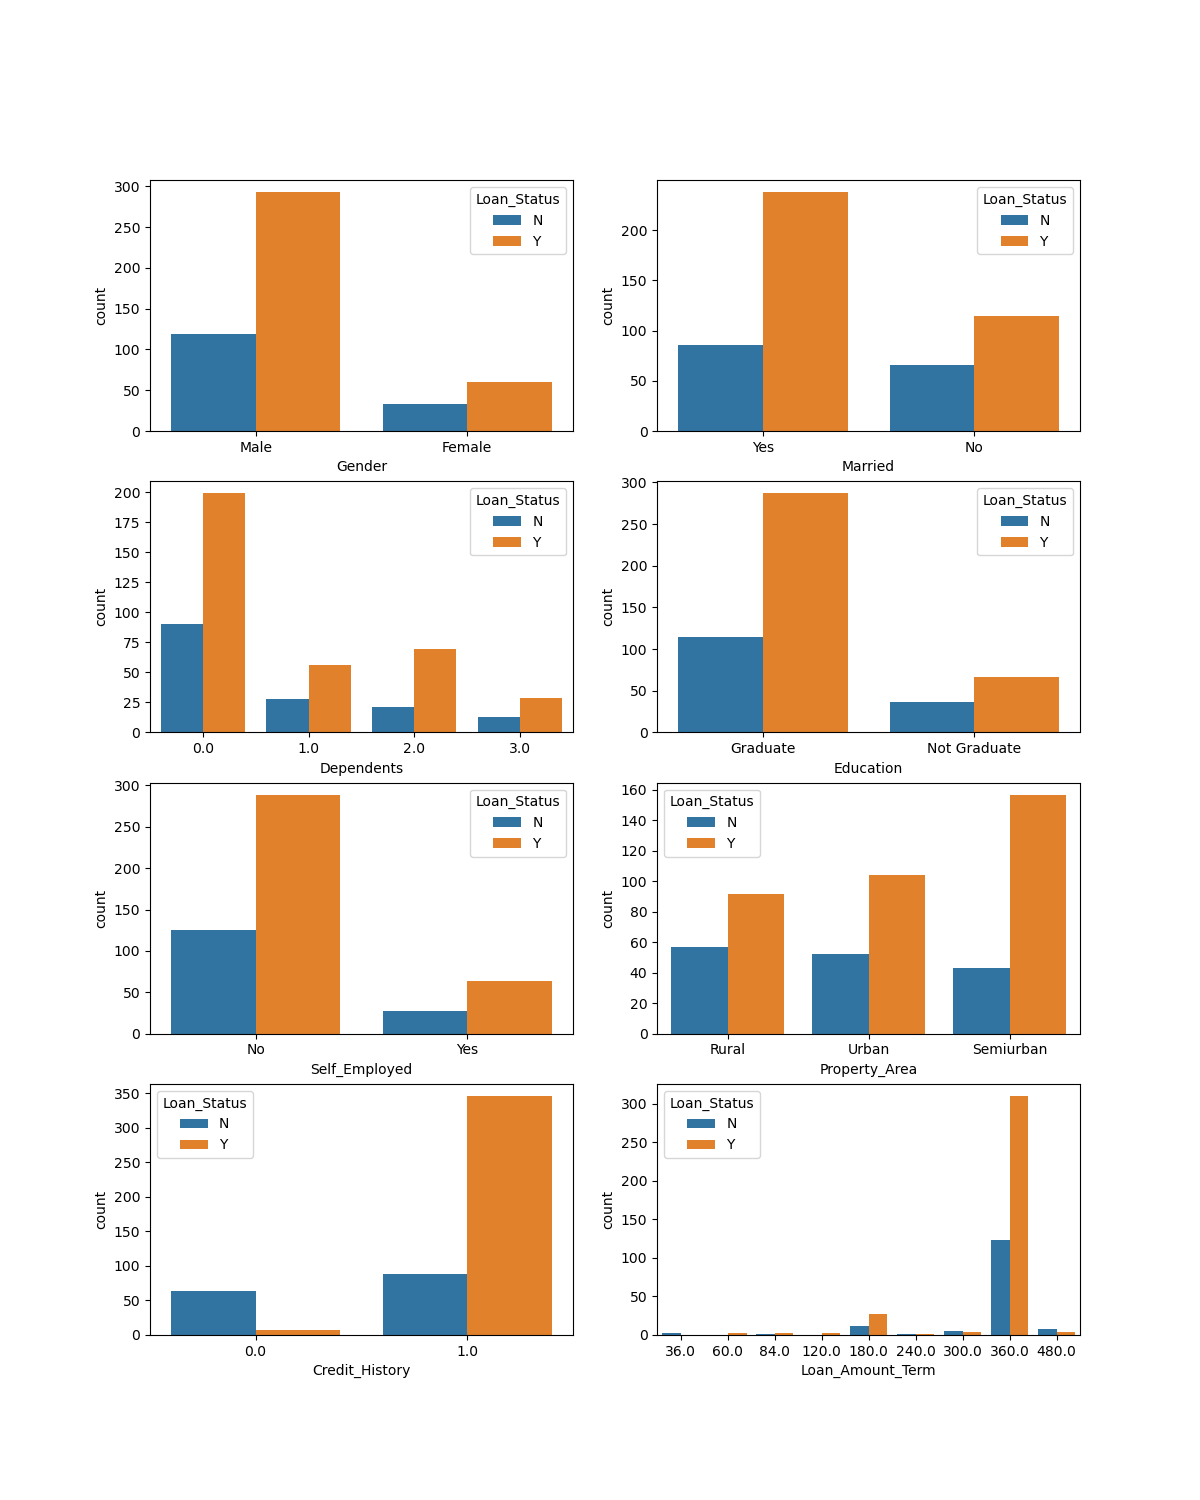 300
250
200
150
100
50
0
count
Loan_Status
N
Y
Male Female
Gender
200
150
100
50
0
count
Loan_Status
N
Y
Yes No
Married
200
175
150
125
100
75
50
25
0
count
Loan_Status
N
Y
0.0 1.0 2.0 3.0
Dependents
300
250
200
150
100
50
0
count
Loan_Status
N
Y
Graduate Not Graduate
Education
300
250
200
150
100
50
0
count
Loan_Status
N
Y
No Yes
Self_Employed
160
140
120
100
80
60
40
20
0
count
Loan_Status
N
Y
Rural Urban Semiurban
Property_Area
350
300
250
200
150
100
50
0
count
Loan_Status
N
Y
0.0 1.0
Credit_History
300
250
200
150
100
50
0
count
Loan_Status
N
Y
36.0 60.0 84.0 120.0 180.0 240.0 300.0 360.0 480.0
Loan_Amount_Term